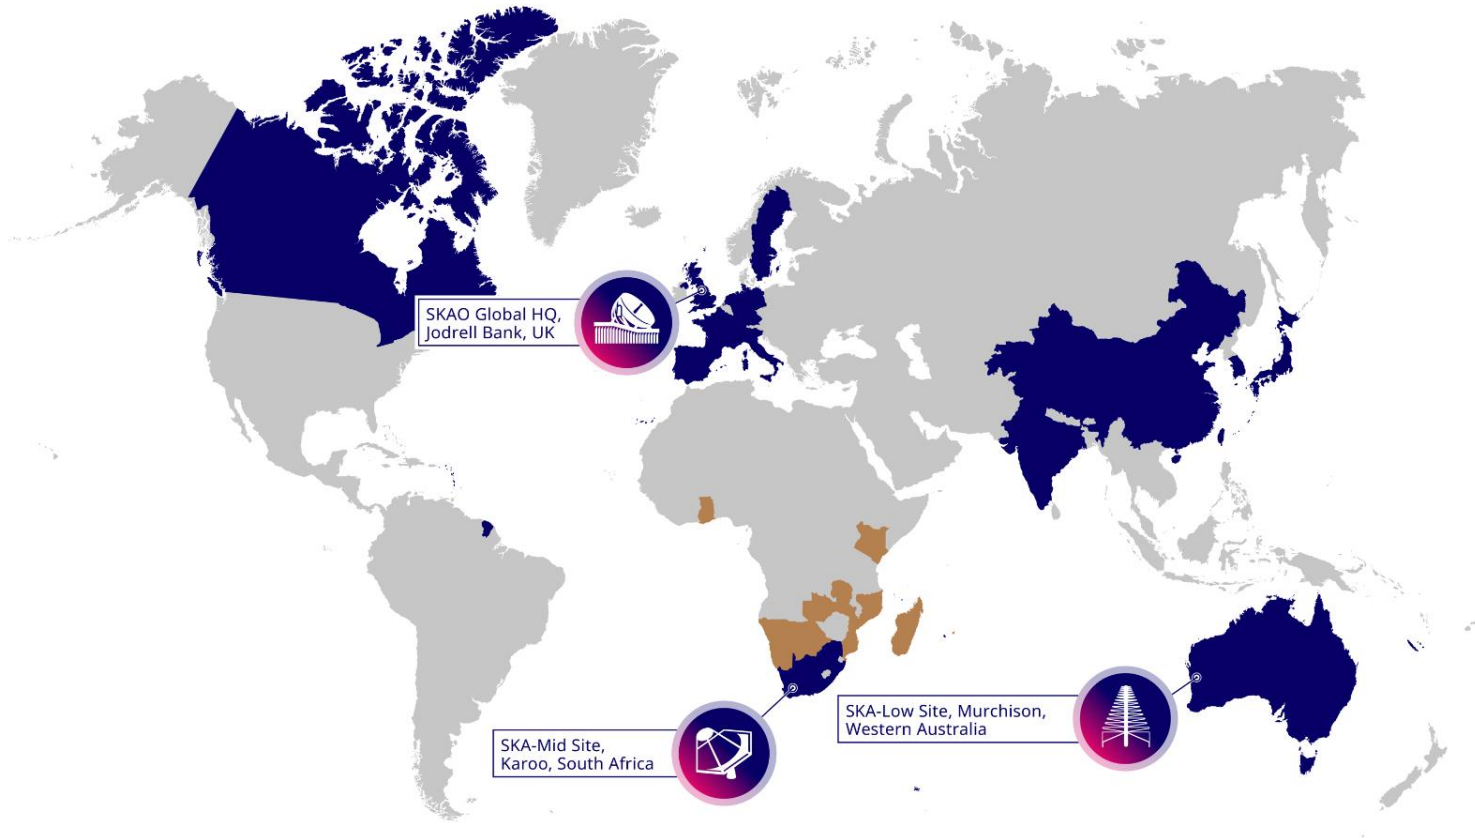 SKAO Global HQ,
Jodrell Bank, UK
SKA-Mid Site,
Karoo, South Africa
SKA-Low Site, Murchison,
Western Australia